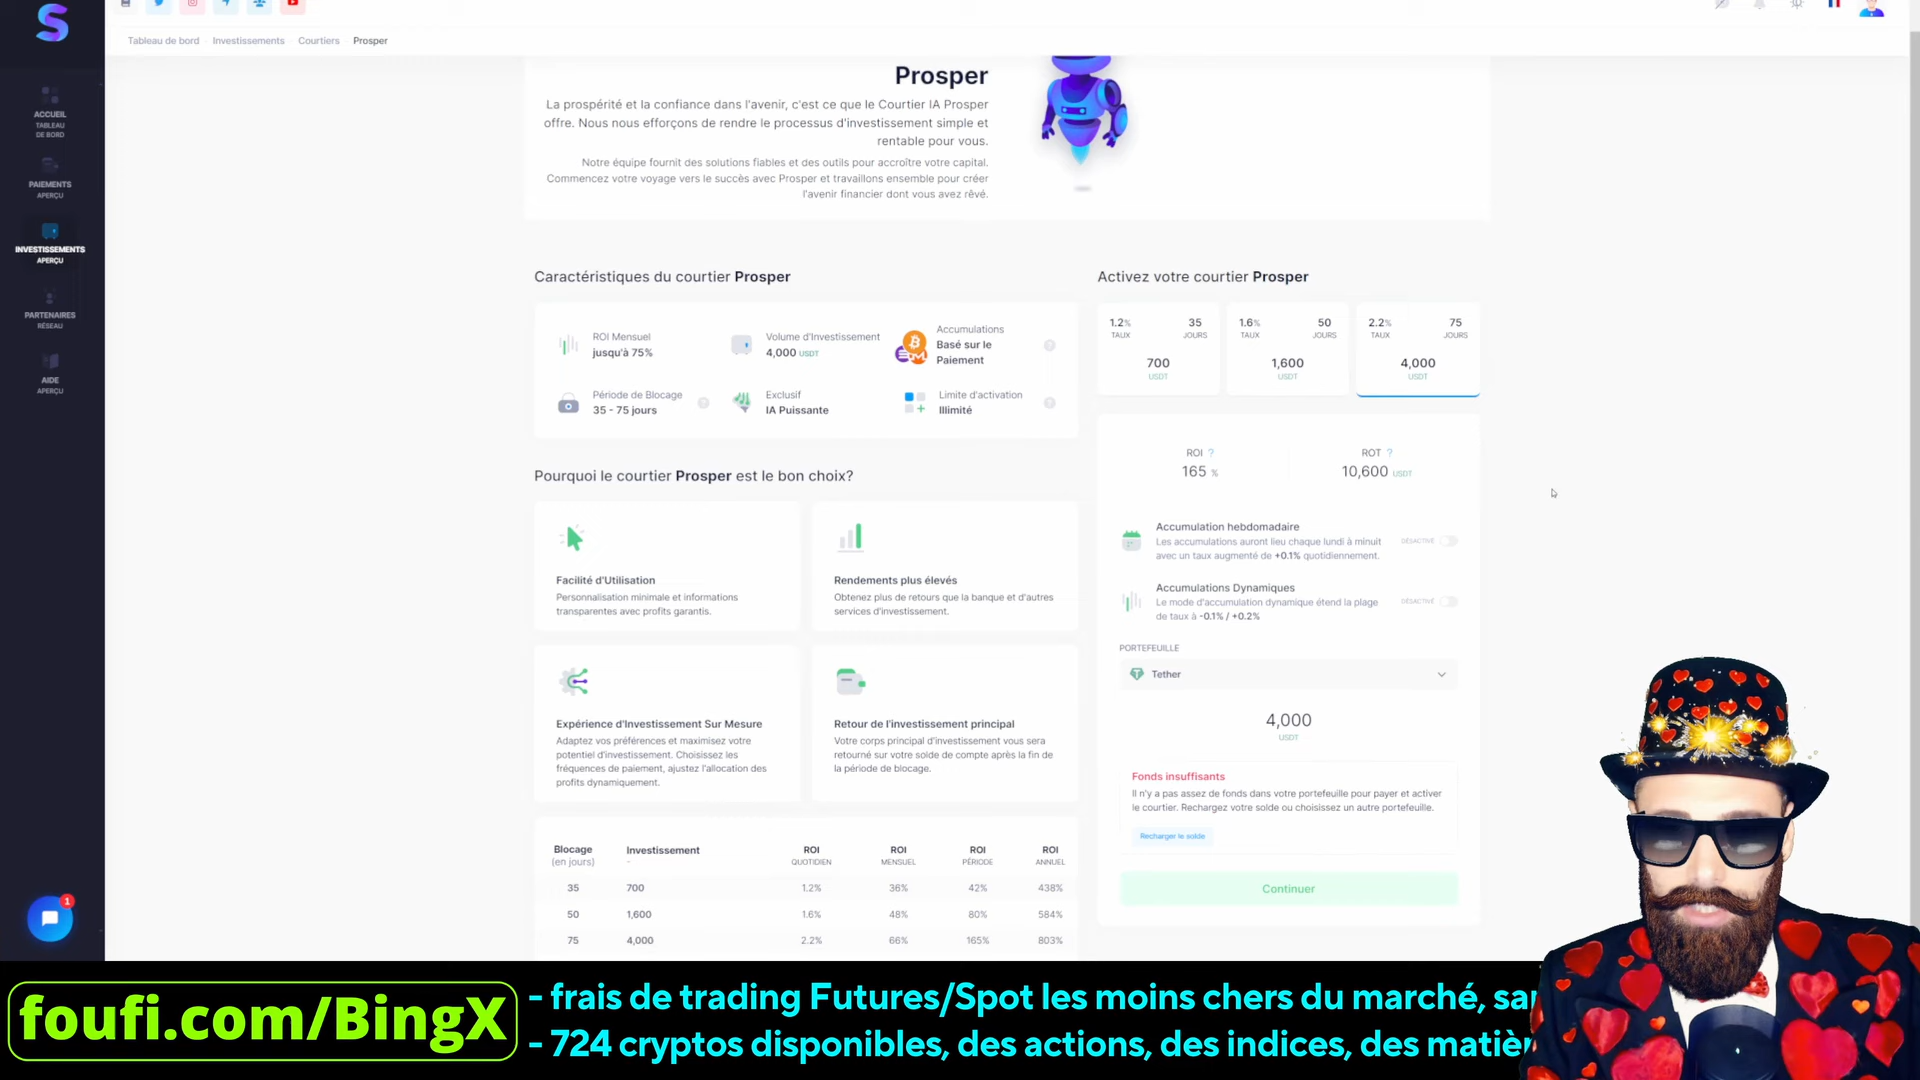 Tableau de bord Investissements Courtiers Prosper
ACCUEIL
TABLEAU
DE BORD
PAIEMENTS
APERÇU
INVESTISSEMENTS
APERÇU
PARTENAIRES
RÉSEAU
AIDE
APERÇU
1
Prosper
La prospérité et la confiance dans l'avenir, c'est ce que le Courtier IA Prosper
offre. Nous nous efforçons de rendre le processus d'investissement simple et
rentable pour vous.
Notre équipe fournit des solutions fiables et des outils pour accroître votre capital.
Commencez votre voyage vers le succès avec Prosper et travaillons ensemble pour créer
l'avenir financier dont vous avez rêvé.
Caractéristiques du courtier Prosper
ROI Mensuel
jusqu'à 75%
Volume d'Investissement
4,000 USDT
Accumulations
Basé sur le
Paiement
?
Période de Blocage
35 - 75 jours
?
Exclusif
IA Puissante
Limite d'activation
Illimité
?
Pourquoi le courtier Prosper est le bon choix?
Facilité d'Utilisation
Personnalisation minimale et informations
transparentes avec profits garantis.
Rendements plus élevés
Obtenez plus de retours que la banque et d'autres
services d'investissement.
Expérience d'Investissement Sur Mesure
Adaptez vos préférences et maximisez votre
potentiel d'investissement. Choisissez les
fréquences de paiement, ajustez l'allocation des
profits dynamiquement.
Retour de l'investissement principal
Votre corps principal d'investissement vous sera
retourné sur votre solde de compte après la fin de
la période de blocage.
Blocage Investissement ROI ROI ROI ROI
(en jours) - QUOTIDIEN MENSUEL PÉRIODE ANNUEL
35 700 1.2% 36% 42% 438%
50 1,600 1.6% 48% 80% 584%
75 4,000 2.2% 66% 165% 803%
Activez votre courtier Prosper
1.2% 35
TAUX JOURS
700
USDT
1.6% 50
TAUX JOURS
1,600
USDT
2.2% 75
TAUX JOURS
4,000
USDT
ROI ? ROT ?
165 % 10,600 USDT
Accumulation hebdomadaire
Les accumulations auront lieu chaque lundi à minuit
avec un taux augmenté de +0.1% quotidiennement.
DÉSACTIVÉ
Accumulations Dynamiques
Le mode d'accumulation dynamique étend la plage
de taux à -0.1% / +0.2%
DÉSACTIVÉ
PORTEFEUILLE
Tether
4,000
USDT
Fonds insuffisants
Il n'y a pas assez de fonds dans votre portefeuille pour payer et activer
le courtier. Rechargez votre solde ou choisissez un autre portefeuille.
Recharger le solde
Continuer
foufi.com/BingX
- frais de trading Futures/Spot les moins chers du marché,
- 724 cryptos disponibles, des actions, des indices, des